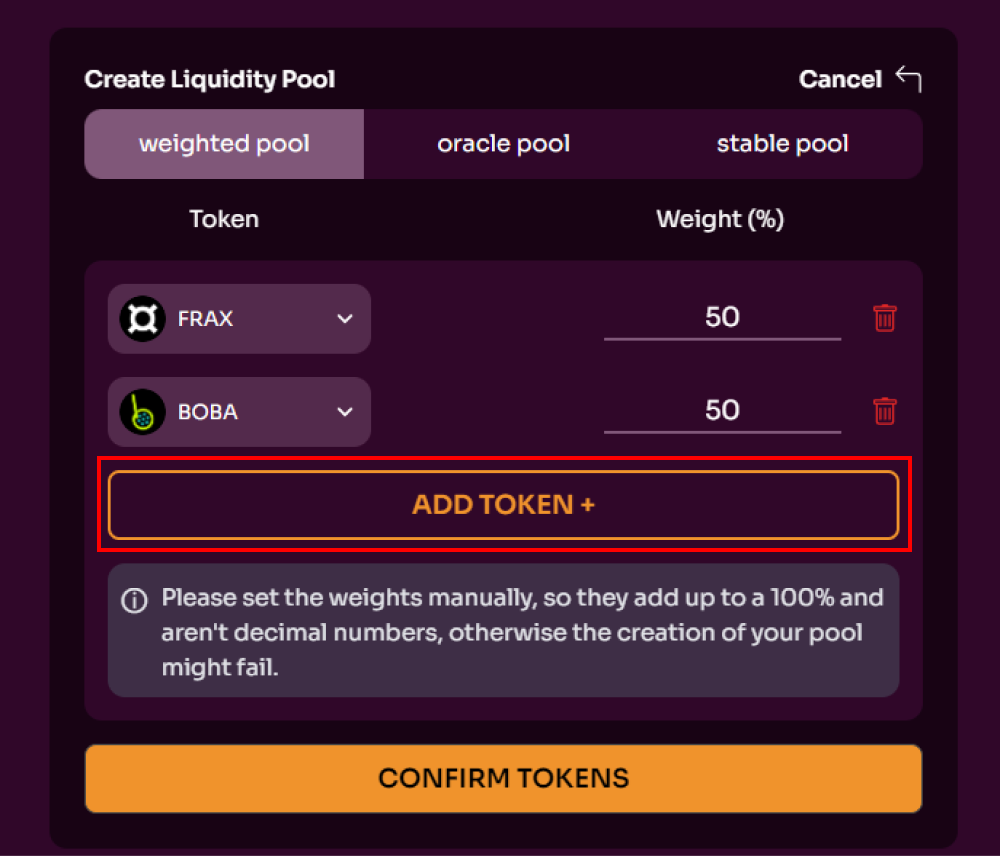 Create Liquidity Pool
Cancel
weighted pool
oracle pool
stable pool
Token
Weight (%)
FRAX
50
BOBA
50
ADD TOKEN +
Please set the weights manually, so they add up to a 100% and
aren't decimal numbers, otherwise the creation of your pool
might fail.
CONFIRM TOKENS